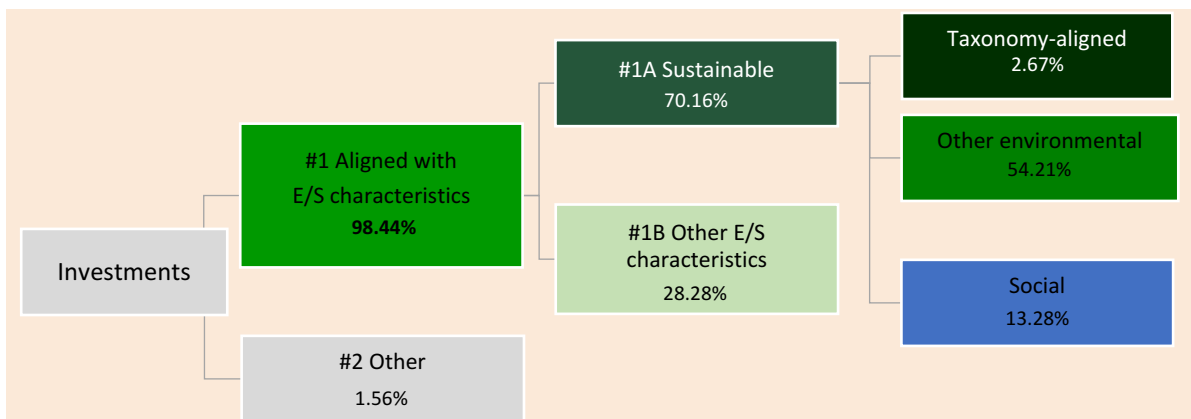 Investments
#1 Aligned with
E/S characteristics
98.44%
#2 Other
1.56%
#1A Sustainable
70.16%
#1B Other E/S
characteristics
28.28%
Taxonomy-aligned
2.67%
Other environmental
54.21%
Social
13.28%